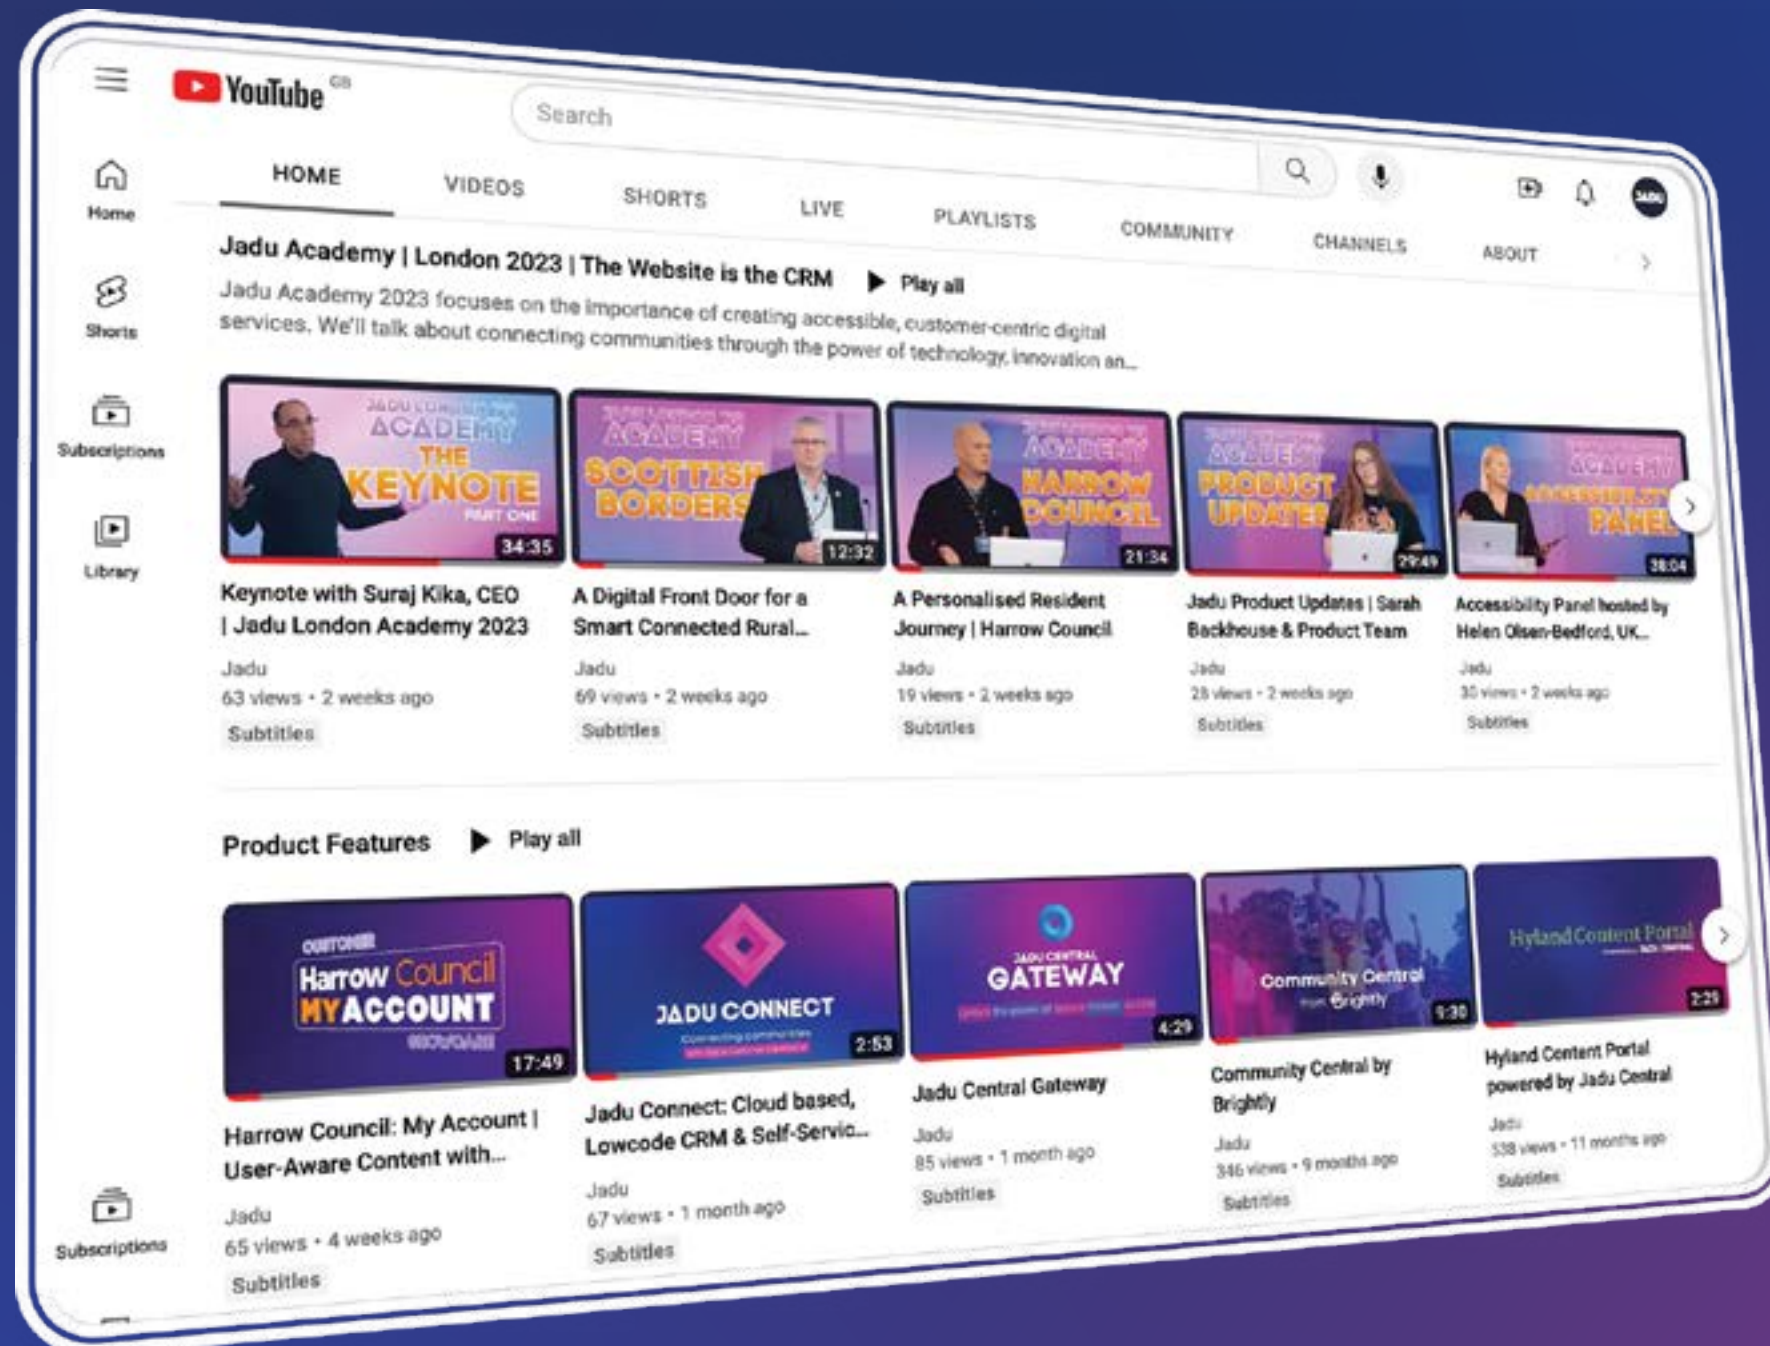 YouTube GB
Search
HOME
VIDEOS
SHORTS
LIVE
PLAYLISTS
COMMUNITY
CHANNELS
ABOUT
JADU
Home
Shorts
Subscriptions
Library
Subscriptions
Jadu Academy | London 2023 | The Website is the CRM
Play all
Jadu Academy 2023 focuses on the importance of creating accessible, customer-centric digital
services. We'll talk about connecting communities through the power of technology, innovation an...
ACADEMY
THE
KEYNOTE
PART ONE
34:35
Keynote with Suraj Kika, CEO
| Jadu London Academy 2023
Jadu
63 views • 2 weeks ago
Subtitles
ACADEMY
SCOTTISH
BORDERS
12:32
A Digital Front Door for a
Smart Connected Rural...
Jadu
69 views • 2 weeks ago
Subtitles
ACADEMY
HARROW
COUNCIL
21:34
A Personalised Resident
Journey | Harrow Council
Jadu
19 views • 2 weeks ago
Subtitles
ACADEMY
PRODUCT
UPDATES
29:49
Jadu Product Updates | Sarah
Backhouse & Product Team
Jadu
28 views • 2 weeks ago
Subtitles
ACADEMY
ACCESSIBILITY
PANEL
38:04
Accessibility Panel hosted by
Helen Olsen-Bedford, UK...
Jadu
30 views • 2 weeks ago
Subtitles
Product Features
Play all
CUSTOMER
Harrow Council
MY ACCOUNT
SHOWCASE
17:49
Harrow Council: My Account |
User-Aware Content with...
Jadu
65 views • 4 weeks ago
Subtitles
JADU CONNECT
Connecting communities
2:53
Jadu Connect: Cloud based,
Lowcode CRM & Self-Servic...
Jadu
67 views • 1 month ago
Subtitles
JADU CENTRAL
GATEWAY
4:29
Jadu Central Gateway
Jadu
85 views • 1 month ago
Subtitles
Community Central
from Brightly
9:30
Community Central by
Brightly
Jadu
346 views • 9 months ago
Subtitles
Hyland Content Portal
2:29
Hyland Content Portal
powered by Jadu Central
Jadu
538 views • 11 months ago
Subtitles